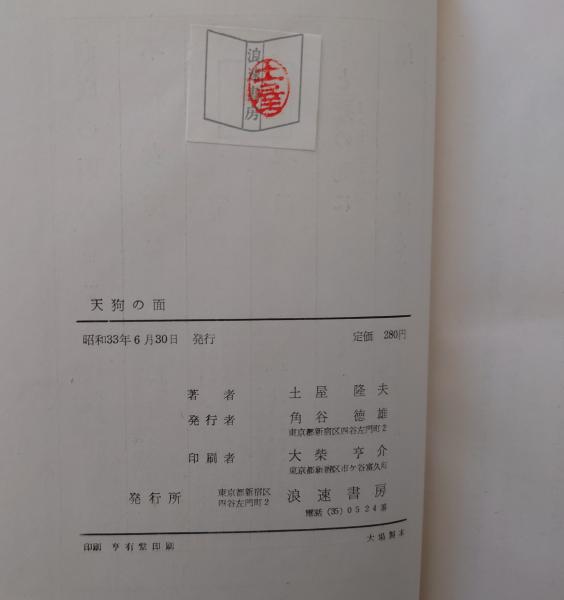 浪速書房
土屋
天狗の面
昭和33年6月30日 発行 定価 280円
著者 土屋隆夫
発行者 角谷徳雄
東京都新宿区四谷左門町2
印刷者 大柴亨介
東京都新宿区市ケ谷富久町
発行所 東京都新宿区四谷左門町2 浪速書房
電話(35)0524番
印刷 亨有堂印刷 大場製本